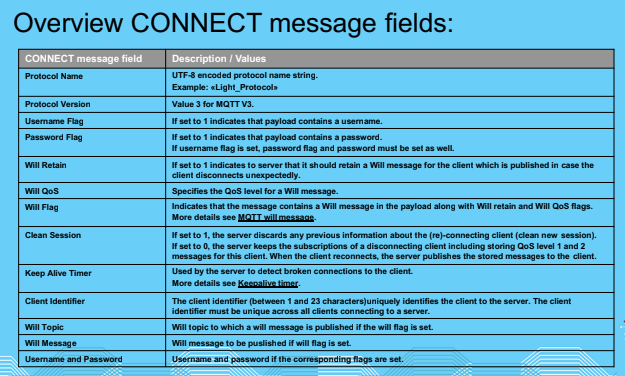 Overview CONNECT message fields:
CONNECT message field Description / Values
Protocol Name UTF-8 encoded protocol name string.
Example: «Light_Protocol»
Protocol Version Value 3 for MQTT V3.
Username Flag If set to 1 indicates that payload contains a username.
Password Flag If set to 1 indicates that payload contains a password.
If username flag is set, password flag and password must be set as well.
Will Retain If set to 1 indicates to server that it should retain a Will message for the client which is published in case the
client disconnects unexpectedly.
Will QoS Specifies the QoS level for a Will message.
Will Flag Indicates that the message contains a Will message in the payload along with Will retain and Will QoS flags.
More details see MQTT will message.
Clean Session If set to 1, the server discards any previous information about the (re)-connecting client (clean new session).
If set to 0, the server keeps the subscriptions of a disconnecting client including storing QoS level 1 and 2
messages for this client. When the client reconnects, the server publishes the stored messages to the client.
Keep Alive Timer Used by the server to detect broken connections to the client.
More details see Keepalive timer.
Client Identifier The client identifier (between 1 and 23 characters)uniquely identifies the client to the server. The client
identifier must be unique across all clients connecting to a server.
Will Topic Will topic to which a will message is published if the will flag is set.
Will Message Will message to be puslished if will flag is set.
Username and Password Username and password if the corresponding flags are set.